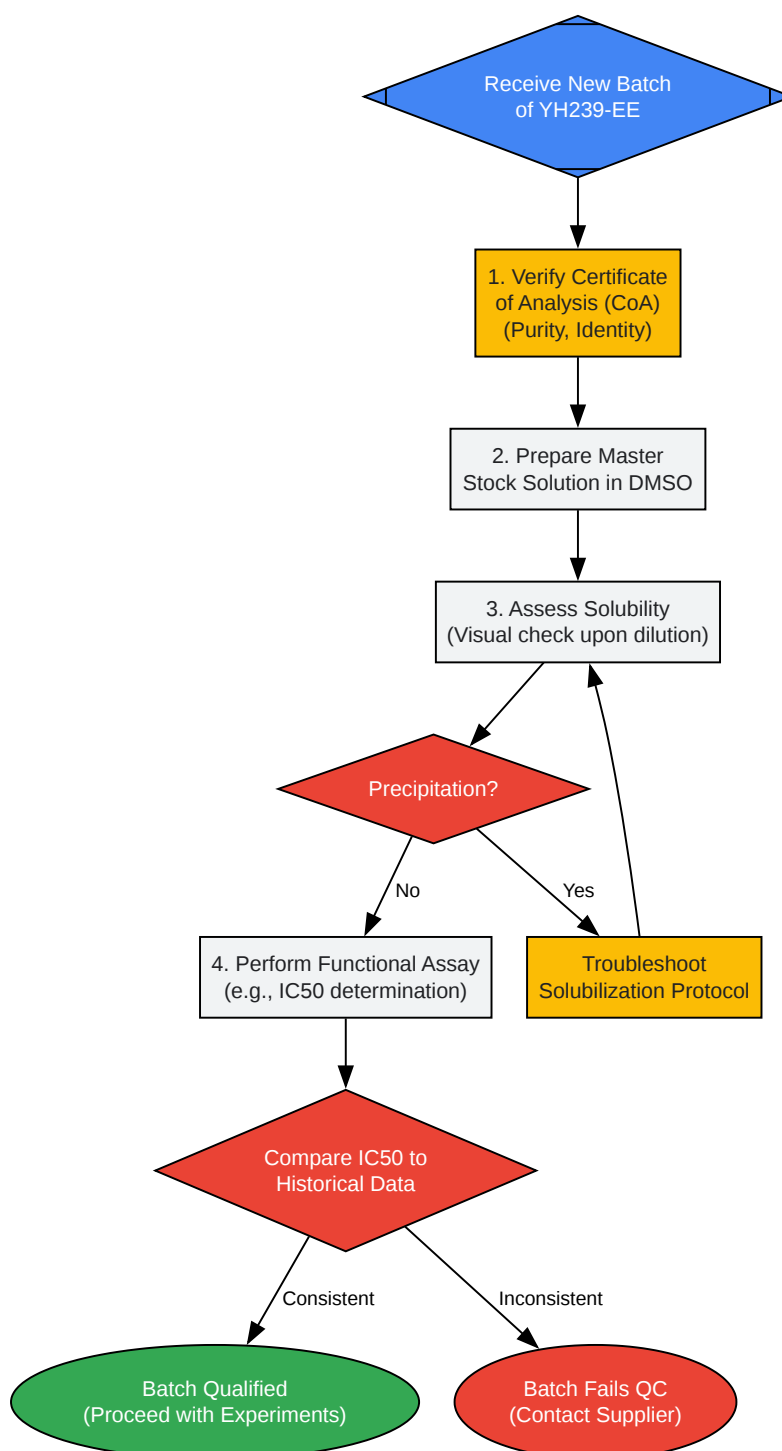 Receive New Batch
of YH239-EE
1. Verify Certificate
of Analysis (CoA)
(Purity, Identity)
2. Prepare Master
Stock Solution in DMSO
3. Assess Solubility
(Visual check upon dilution)
Precipitation?
No
Yes
4. Perform Functional Assay
(e.g., IC50 determination)
Troubleshoot
Solubilization Protocol
Compare IC50 to
Historical Data
Consistent
Inconsistent
Batch Qualified
(Proceed with Experiments)
Batch Fails QC
(Contact Supplier)